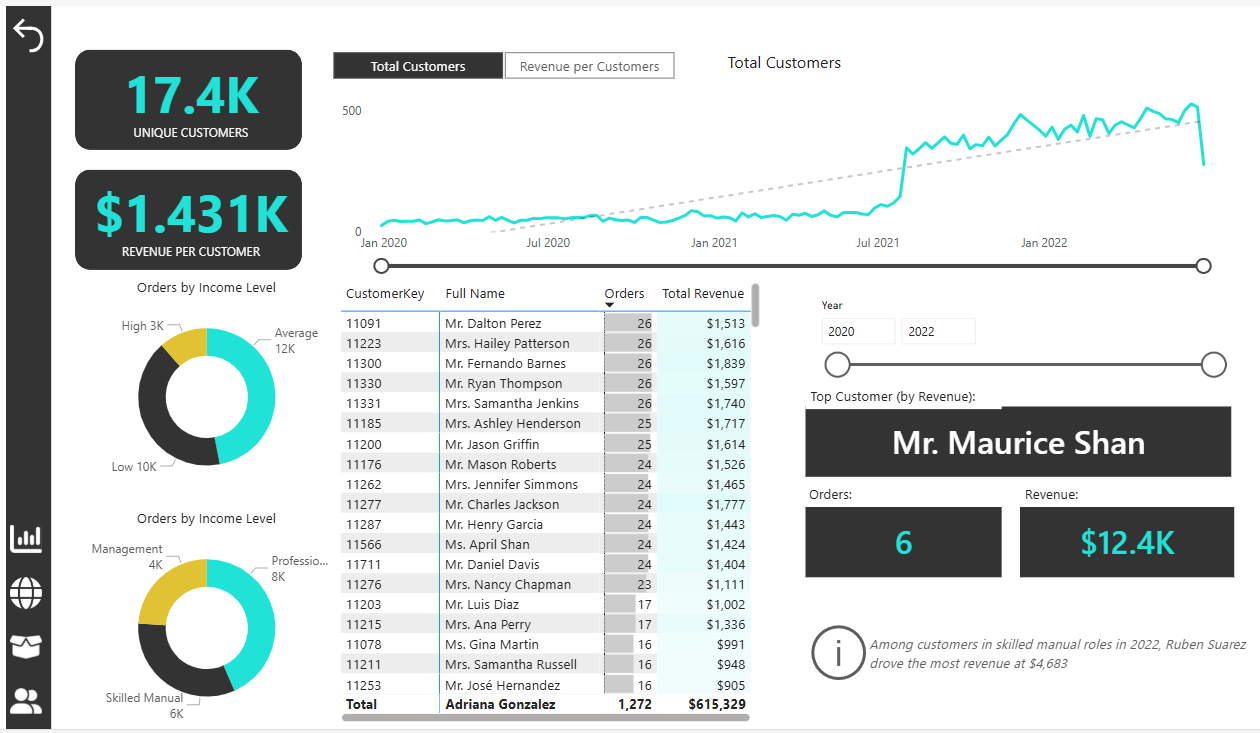 17.4K
UNIQUE CUSTOMERS
$1.431K
REVENUE PER CUSTOMER
Total Customers
Revenue per Customers
Total Customers
500
0
Jan 2020
Jul 2020
Jan 2021
Jul 2021
Jan 2022
Orders by Income Level
High 3K
Average
12K
Low 10K
Orders by Income Level
Management
4K
Professio...
8K
Skilled Manual
6K
CustomerKey Full Name Orders Total Revenue
11091 Mr. Dalton Perez 26 $1,513
11223 Mrs. Hailey Patterson 26 $1,616
11300 Mr. Fernando Barnes 26 $1,839
11330 Mr. Ryan Thompson 26 $1,597
11331 Mrs. Samantha Jenkins 26 $1,740
11185 Mrs. Ashley Henderson 25 $1,717
11200 Mr. Jason Griffin 25 $1,614
11176 Mr. Mason Roberts 24 $1,526
11262 Mrs. Jennifer Simmons 24 $1,465
11277 Mr. Charles Jackson 24 $1,777
11287 Mr. Henry Garcia 24 $1,443
11566 Ms. April Shan 24 $1,424
11711 Mr. Daniel Davis 24 $1,404
11276 Mrs. Nancy Chapman 23 $1,111
11203 Mr. Luis Diaz 17 $1,002
11215 Mrs. Ana Perry 17 $1,336
11078 Ms. Gina Martin 16 $991
11211 Mrs. Samantha Russell 16 $948
11253 Mr. José Hernandez 16 $905
Total Adriana Gonzalez 1,272 $615,329
Year
2020
2022
Top Customer (by Revenue):
Mr. Maurice Shan
Orders:
6
Revenue:
$12.4K
i
Among customers in skilled manual roles in 2022, Ruben Suarez
drove the most revenue at $4,683